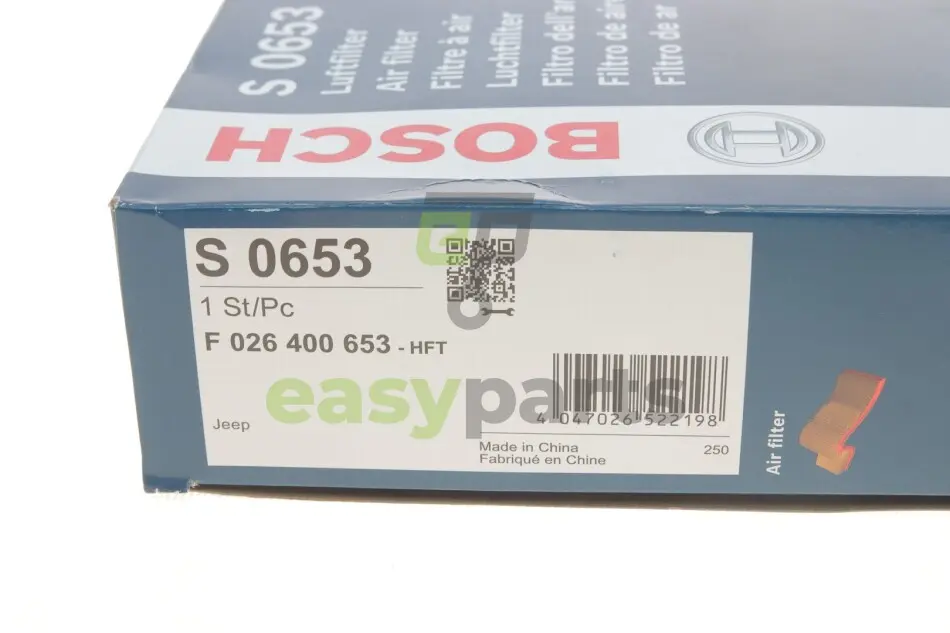 S 0653
Luftfilter
Air filter
Filtre à air
Luchtfilter
Filtro dell'ar
Filtro de aire
Filtro de ar
BOSCH
S 0653
1 St/Pc
F 026 400 653 - HFT
easyparts
4 047026 522198
Jeep
Made in China
Fabriqué en Chine
250
Air filter